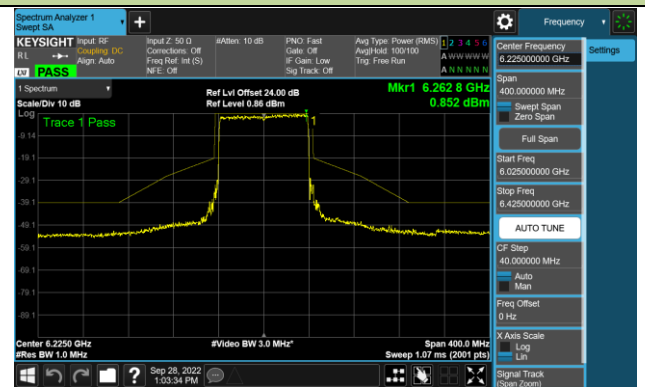 Spectrum Analyzer 1
Swept SA
+
Frequency
KEYSIGHT
RL
LXI
PASS
Input: RF
Coupling: DC
Align: Auto
Input Z: 50 Ω
Corrections: Off
Freq Ref: Int (S)
NFE: Off
#Atten: 10 dB
PNO: Fast
Gate: Off
IF Gain: Low
Sig Track: Off
Avg Type: Power (RMS)
Avg|Hold: 100/100
Trig: Free Run
1 2 3 4 5 6
A W W W W W
A N N N N N
1 Spectrum
Scale/Div 10 dB
Ref Lvl Offset 24.00 dB
Ref Level 0.86 dBm
Mkr1 6.262 8 GHz
0.852 dBm
Log
Trace 1 Pass
1
-9.14
-19.1
-29.1
-39.1
-49.1
-59.1
-69.1
-79.1
-89.1
Center 6.2250 GHz
#Res BW 1.0 MHz
#Video BW 3.0 MHz*
Span 400.0 MHz
Sweep 1.07 ms (2001 pts)
Center Frequency
6.225000000 GHz
Settings
Span
400.000000 MHz
Swept Span
Zero Span
Full Span
Start Freq
6.025000000 GHz
Stop Freq
6.425000000 GHz
AUTO TUNE
CF Step
40.000000 MHz
Auto
Man
Freq Offset
0 Hz
X Axis Scale
Log
Lin
Signal Track
(Span Zoom)
?
Sep 28, 2022
1:03:34 PM